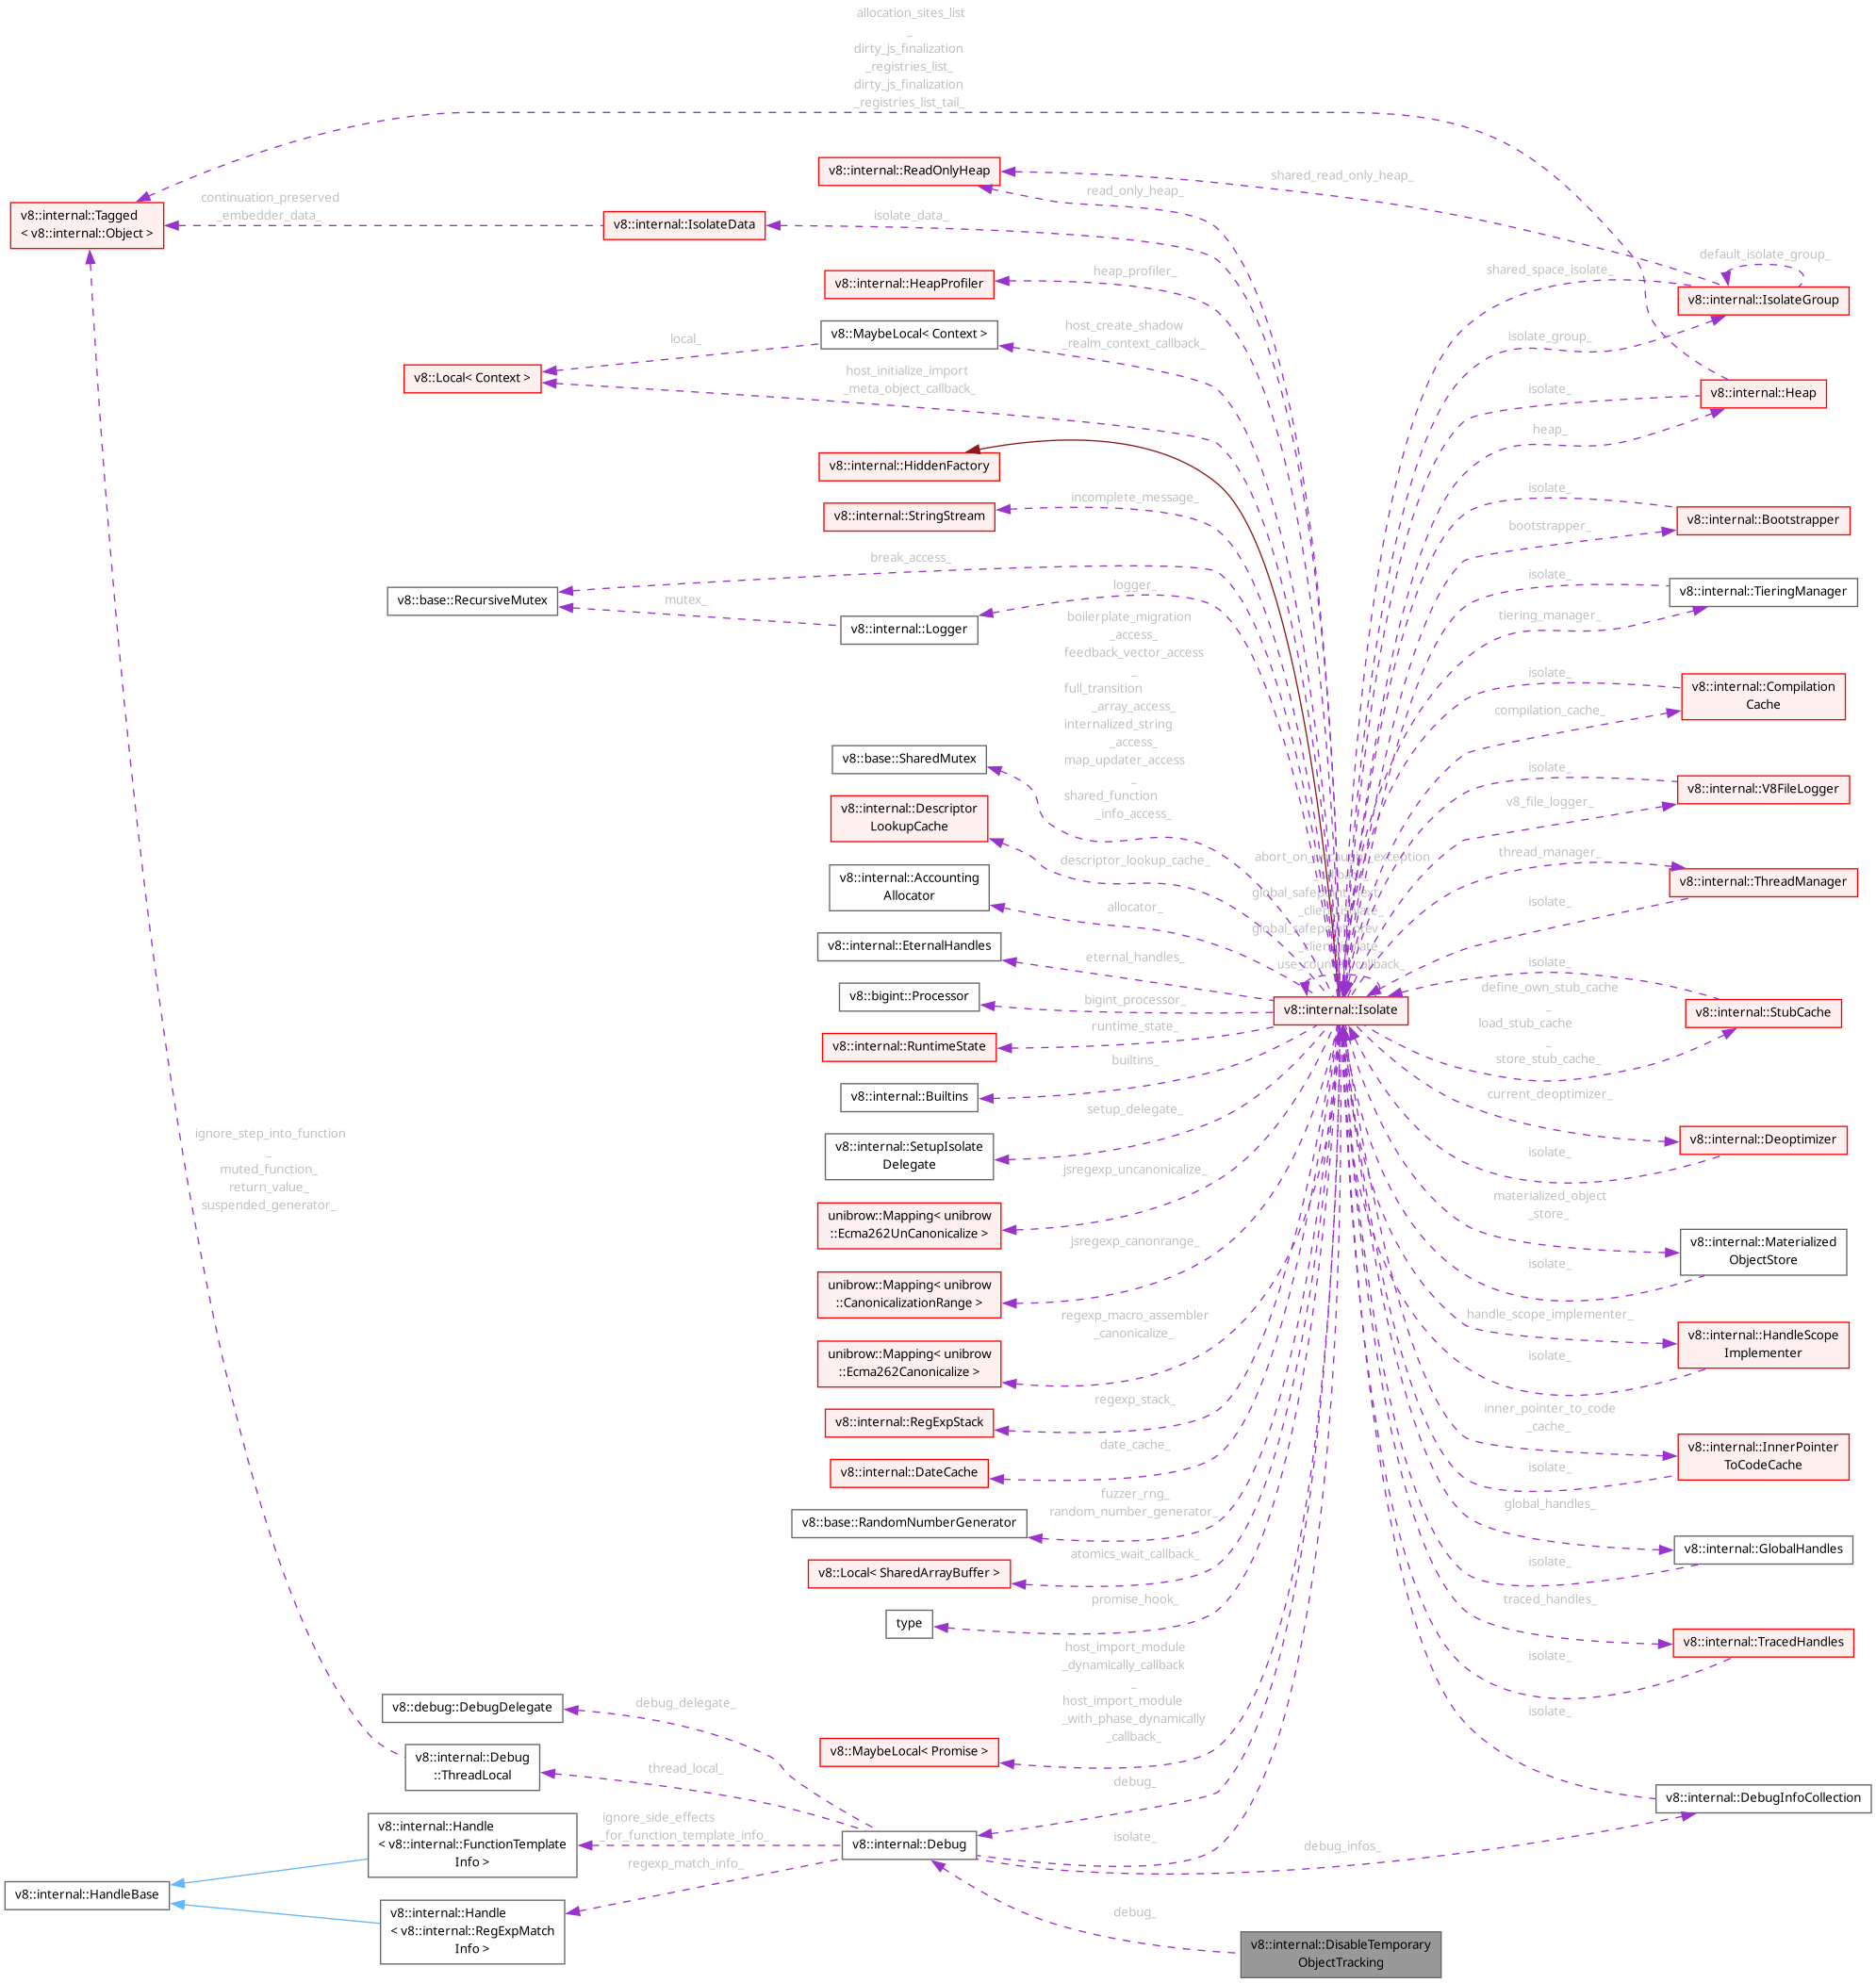 allocation_sites_list
_
dirty_js_finalization
_registries_list_
dirty_js_finalization
_registries_list_tail_
v8::internal::Tagged
< v8::internal::Object >
continuation_preserved
_embedder_data_
v8::internal::IsolateData
isolate_data_
v8::internal::ReadOnlyHeap
read_only_heap_
shared_read_only_heap_
default_isolate_group_
v8::internal::IsolateGroup
shared_space_isolate_
isolate_group_
v8::internal::HeapProfiler
heap_profiler_
v8::MaybeLocal< Context >
host_create_shadow
_realm_context_callback_
local_
v8::Local< Context >
host_initialize_import
_meta_object_callback_
v8::internal::Heap
isolate_
heap_
v8::internal::HiddenFactory
v8::internal::StringStream
incomplete_message_
v8::internal::Bootstrapper
isolate_
bootstrapper_
break_access_
v8::base::RecursiveMutex
mutex_
v8::internal::Logger
logger_
v8::internal::TieringManager
isolate_
tiering_manager_
boilerplate_migration
_access_
feedback_vector_access
_
full_transition
_array_access_
internalized_string
_access_
map_updater_access
_
shared_function
_info_access_
v8::base::SharedMutex
v8::internal::Compilation
Cache
isolate_
compilation_cache_
v8::internal::Descriptor
LookupCache
descriptor_lookup_cache_
v8::internal::V8FileLogger
isolate_
v8_file_logger_
v8::internal::Accounting
Allocator
allocator_
v8::internal::ThreadManager
thread_manager_
isolate_
abort_on_uncaught_exception
_callback_
global_safepoint_next
_client_isolate_
global_safepoint_prev
_client_isolate_
use_counter_callback_
v8::internal::Isolate
v8::internal::EternalHandles
eternal_handles_
v8::bigint::Processor
bigint_processor_
v8::internal::RuntimeState
runtime_state_
v8::internal::StubCache
isolate_
define_own_stub_cache
_
load_stub_cache
_
store_stub_cache_
v8::internal::Builtins
builtins_
v8::internal::Deoptimizer
current_deoptimizer_
isolate_
v8::internal::SetupIsolate
Delegate
setup_delegate_
ignore_step_into_function
_
muted_function_
return_value_
suspended_generator_
unibrow::Mapping< unibrow
::Ecma262UnCanonicalize >
jsregexp_uncanonicalize_
v8::internal::Materialized
ObjectStore
materialized_object
_store_
isolate_
unibrow::Mapping< unibrow
::CanonicalizationRange >
jsregexp_canonrange_
unibrow::Mapping< unibrow
::Ecma262Canonicalize >
regexp_macro_assembler
_canonicalize_
v8::internal::HandleScope
Implementer
handle_scope_implementer_
isolate_
v8::internal::RegExpStack
regexp_stack_
v8::internal::InnerPointer
ToCodeCache
inner_pointer_to_code
_cache_
isolate_
v8::internal::DateCache
date_cache_
v8::base::RandomNumberGenerator
fuzzer_rng_
random_number_generator_
v8::internal::GlobalHandles
global_handles_
isolate_
v8::Local< SharedArrayBuffer >
atomics_wait_callback_
type
promise_hook_
v8::internal::TracedHandles
traced_handles_
isolate_
v8::MaybeLocal< Promise >
host_import_module
_dynamically_callback
_
host_import_module
_with_phase_dynamically
_callback_
v8::debug::DebugDelegate
debug_delegate_
v8::internal::Debug
::ThreadLocal
thread_local_
v8::internal::Handle
< v8::internal::FunctionTemplate
Info >
ignore_side_effects
_for_function_template_info_
v8::internal::HandleBase
v8::internal::Handle
< v8::internal::RegExpMatch
Info >
regexp_match_info_
v8::internal::Debug
debug_
isolate_
debug_infos_
isolate_
v8::internal::DebugInfoCollection
debug_
v8::internal::DisableTemporary
ObjectTracking